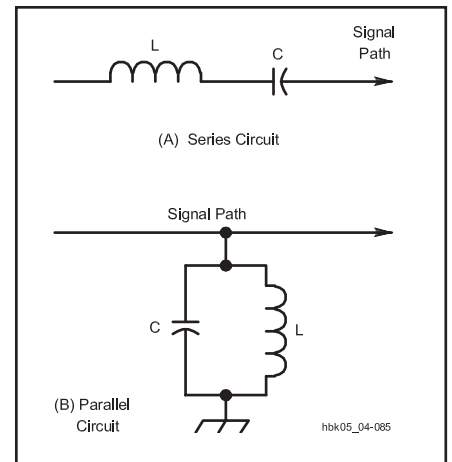 Signal
Path
L
C
(A) Series Circuit
Signal Path
C
L
(B) Parallel
Circuit
hbk05_04-085